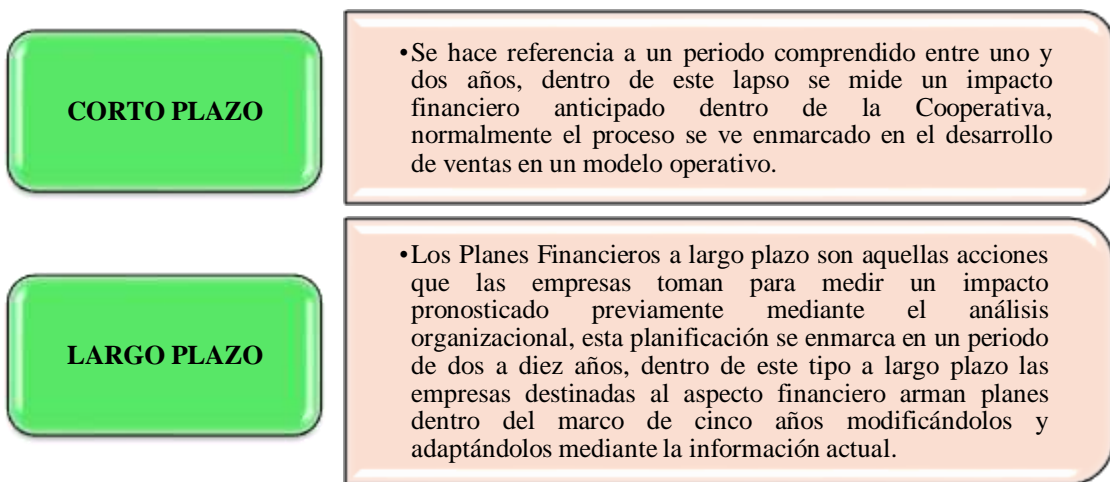 CORTO PLAZO
•Se hace referencia a un periodo comprendido entre uno y
dos años, dentro de este lapso se mide un impacto
financiero anticipado dentro de la Cooperativa,
normalmente el proceso se ve enmarcado en el desarrollo
de ventas en un modelo operativo.
LARGO PLAZO
•Los Planes Financieros a largo plazo son aquellas acciones
que las empresas toman para medir un impacto
pronosticado previamente mediante el análisis
organizacional, esta planificación se enmarca en un periodo
de dos a diez años, dentro de este tipo a largo plazo las
empresas destinadas al aspecto financiero arman planes
dentro del marco de cinco años modificándolos y
adaptándolos mediante la información actual.